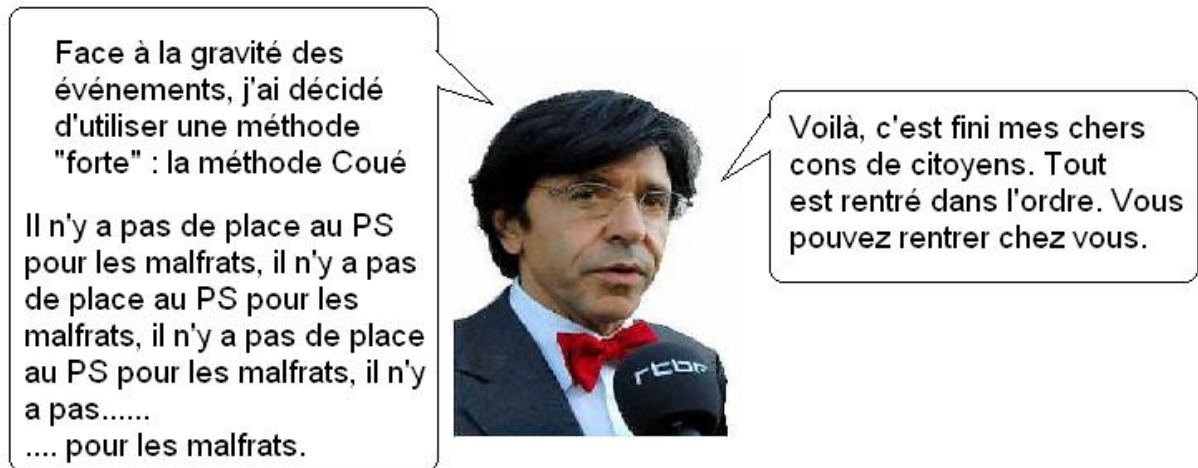 Face à la gravité des
événements, j'ai décidé
d'utiliser une méthode
"forte" : la méthode Coué
Il n'y a pas de place au PS
pour les malfrats, il n'y a pas
de place au PS pour les
malfrats, il n'y a pas de place
au PS pour les malfrats, il n'y
a pas......
.... pour les malfrats.
Voilà, c'est fini mes chers
cons de citoyens. Tout
est rentré dans l'ordre. Vous
pouvez rentrer chez vous.
rtbf